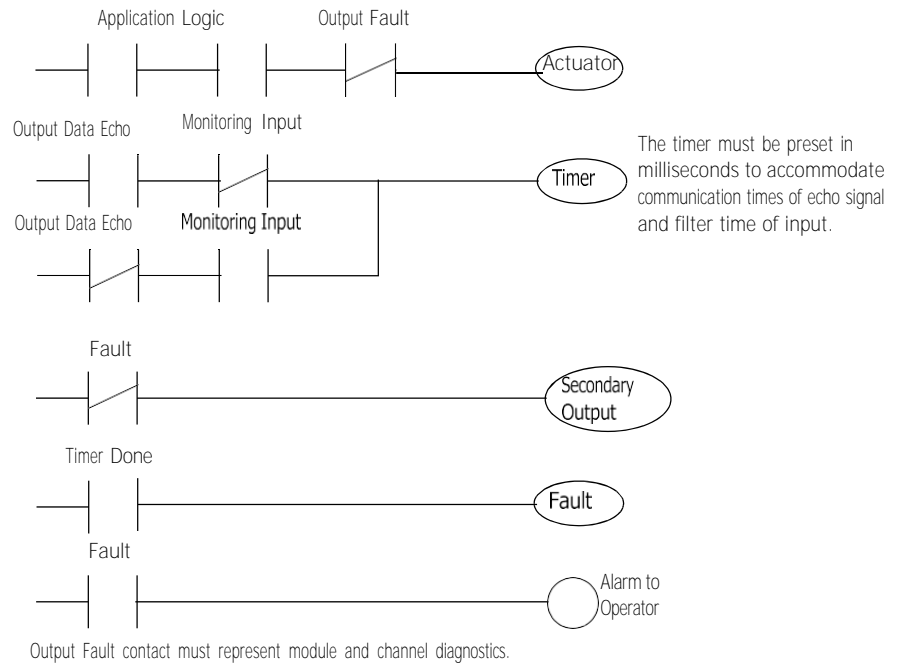 Application Logic
Output Fault
Actuator
Output Data Echo
Monitoring Input
Timer
The timer must be preset in
milliseconds to accommodate
communication times of echo signal
and filter time of input.
Output Data Echo
Monitoring Input
Fault
Secondary
Output
Timer Done
Fault
Fault
Alarm to
Operator
Output Fault contact must represent module and channel diagnostics.